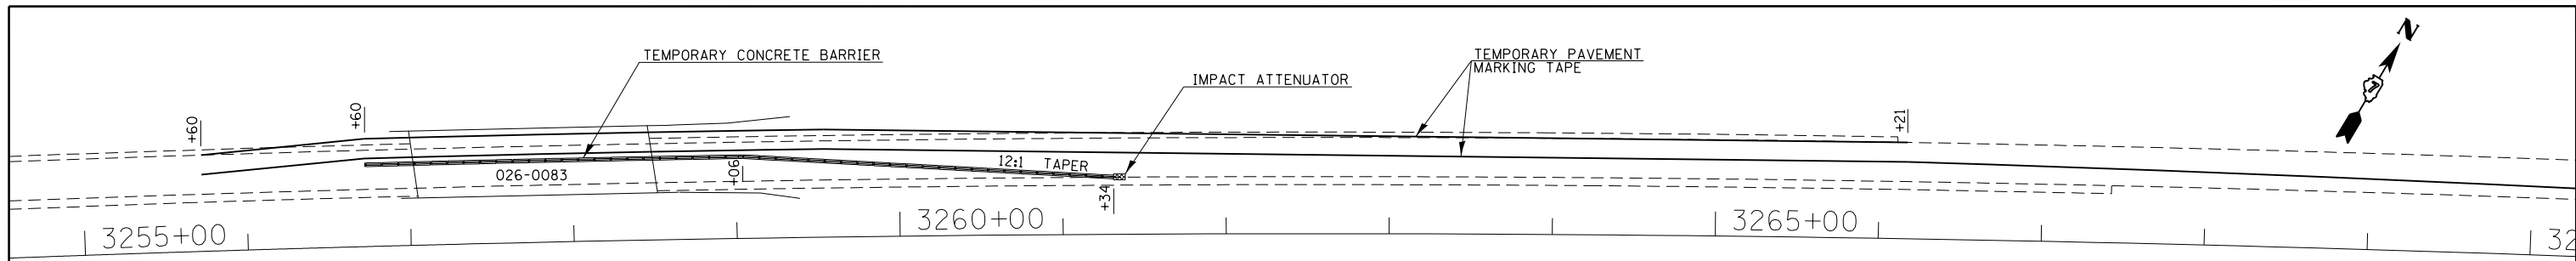 TEMPORARY CONCRETE BARRIER
TEMPORARY PAVEMENT
MARKING TAPE
IMPACT ATTENUATOR
N
+60
+60
+21
12:1 TAPER
026-0083
+06
+34
3255+00
3260+00
3265+00
32